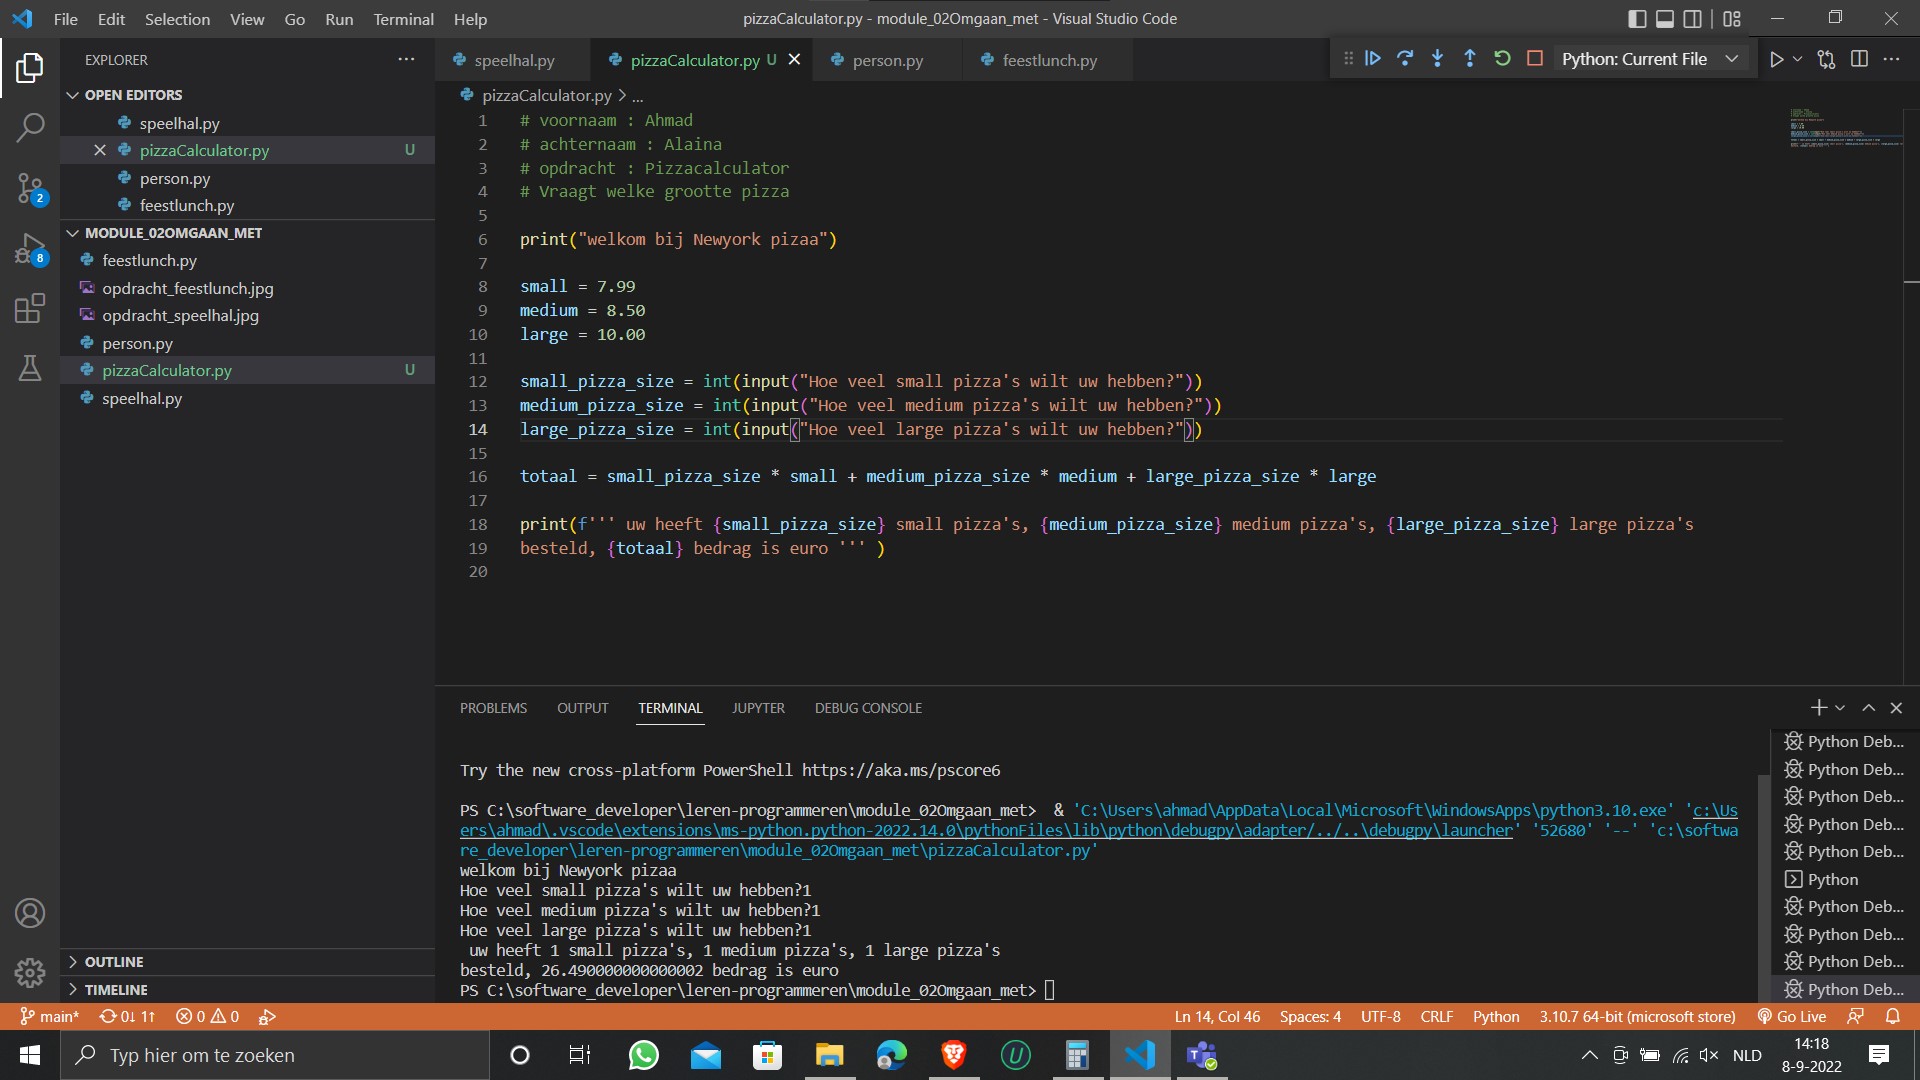 File Edit Selection View Go Run Terminal Help
pizzaCalculator.py - module_02Omgaan_met - Visual Studio Code
EXPLORER
OPEN EDITORS
speelhal.py
pizzaCalculator.py U
person.py
feestlunch.py
MODULE_02OMGAAN_MET
feestlunch.py
opdracht_feestlunch.jpg
opdracht_speelhal.jpg
person.py
pizzaCalculator.py U
speelhal.py
OUTLINE
TIMELINE
2
8
speelhal.py pizzaCalculator.py U person.py feestlunch.py
Python: Current File
pizzaCalculator.py > ...
1 # voornaam : Ahmad
2 # achternaam : Alaina
3 # opdracht : Pizzacalculator
4 # Vraagt welke grootte pizza
5
6 print("welkom bij Newyork pizaa")
7
8 small = 7.99
9 medium = 8.50
10 large = 10.00
11
12 small_pizza_size = int(input("Hoe veel small pizza's wilt uw hebben?"))
13 medium_pizza_size = int(input("Hoe veel medium pizza's wilt uw hebben?"))
14 large_pizza_size = int(input("Hoe veel large pizza's wilt uw hebben?"))
15
16 totaal = small_pizza_size * small + medium_pizza_size * medium + large_pizza_size * large
17
18 print(f''' uw heeft {small_pizza_size} small pizza's, {medium_pizza_size} medium pizza's, {large_pizza_size} large pizza's
19 besteld, {totaal} bedrag is euro ''' )
20
PROBLEMS OUTPUT TERMINAL JUPYTER DEBUG CONSOLE
Try the new cross-platform PowerShell https://aka.ms/pscore6
PS C:\software_developer\leren-programmeren\module_02Omgaan_met> & 'C:\Users\ahmad\AppData\Local\Microsoft\WindowsApps\python3.10.exe' 'c:\Us
ers\ahmad\.vscode\extensions\ms-python.python-2022.14.0\pythonFiles\lib\python\debugpy\adapter/../..\debugpy\launcher' '52680' '--' 'c:\softwa
re_developer\leren-programmeren\module_02Omgaan_met\pizzaCalculator.py'
welkom bij Newyork pizaa
Hoe veel small pizza's wilt uw hebben?1
Hoe veel medium pizza's wilt uw hebben?1
Hoe veel large pizza's wilt uw hebben?1
uw heeft 1 small pizza's, 1 medium pizza's, 1 large pizza's
besteld, 26.490000000000002 bedrag is euro
PS C:\software_developer\leren-programmeren\module_02Omgaan_met>
Python Deb...
Python Deb...
Python Deb...
Python Deb...
Python Deb...
Python
Python Deb...
Python Deb...
Python Deb...
Python Deb...
main* 0↓ 1↑ 0 0
Ln 14, Col 46 Spaces: 4 UTF-8 CRLF Python 3.10.7 64-bit (microsoft store) Go Live
Typ hier om te zoeken
NLD
14:18
8-9-2022